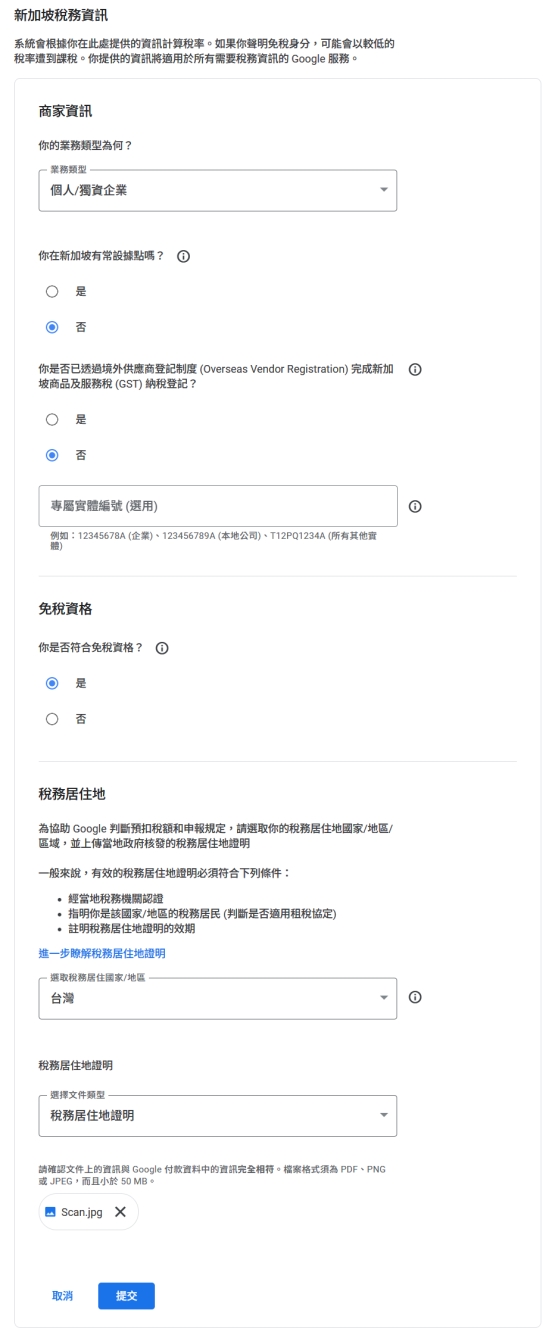 新加坡稅務資訊
系統會根據你在此處提供的資訊計算稅率。如果你聲明免稅身分，可能會以較低的
稅率遭到課稅。你提供的資訊將適用於所有需要稅務資訊的 Google 服務。
商家資訊
你的業務類型為何？
業務類型
個人/獨資企業
你在新加坡有常設據點嗎？
是
否
你是否已透過境外供應商登記制度 (Overseas Vendor Registration) 完成新加
坡商品及服務稅 (GST) 納稅登記？
是
否
專屬實體編號 (選用)
例如：12345678A (企業)、123456789A (本地公司)、T12PQ1234A (所有其他實
體)
免稅資格
你是否符合免稅資格？
是
否
稅務居住地
為協助 Google 判斷預扣稅額和申報規定，請選取你的稅務居住地國家/地區/
區域，並上傳當地政府核發的稅務居住地證明
一般來說，有效的稅務居住地證明必須符合下列條件：
• 經當地稅務機關認證
• 指明你是該國家/地區的稅務居民 (判斷是否適用租稅協定)
• 註明稅務居住地證明的效期
進一步瞭解稅務居住地證明
選取稅務居住國家/地區
台灣
稅務居住地證明
選擇文件類型
稅務居住地證明
請確認文件上的資訊與 Google 付款資料中的資訊完全相符。檔案格式須為 PDF、PNG
或 JPEG，而且小於 50 MB。
Scan.jpg
取消 提交